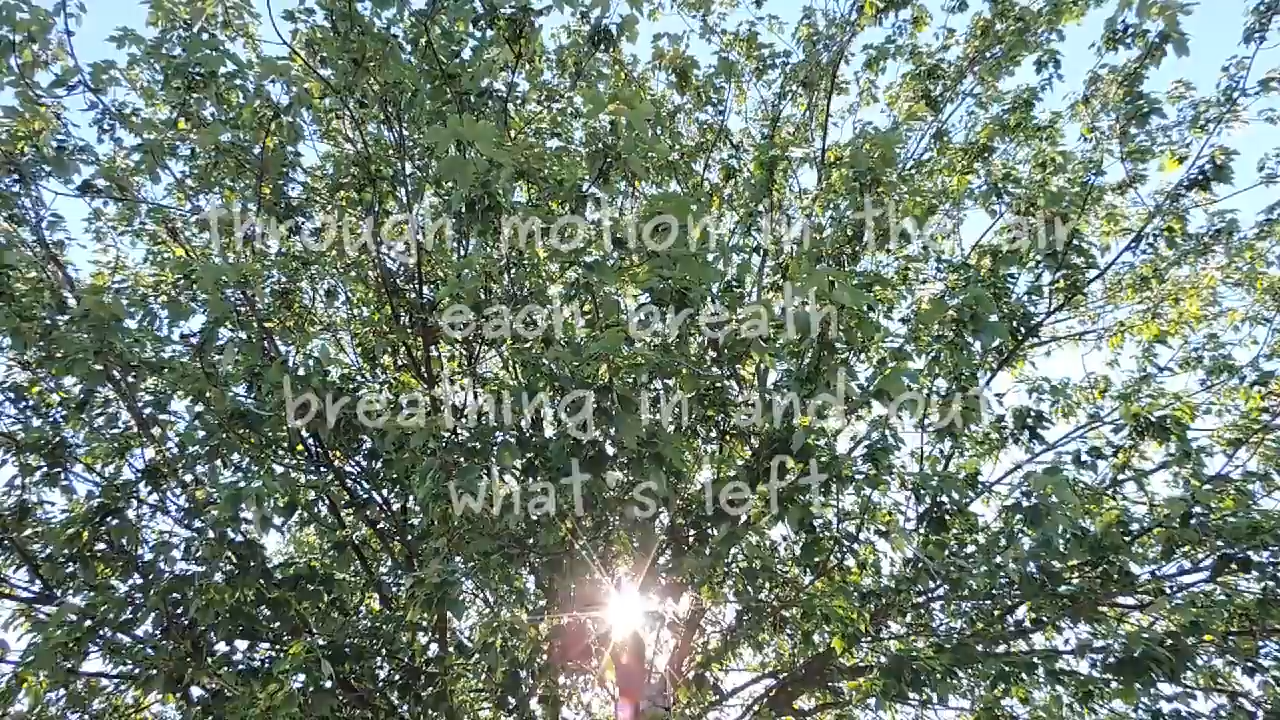 through motion in the air
each breath
breathing in and out
what's left